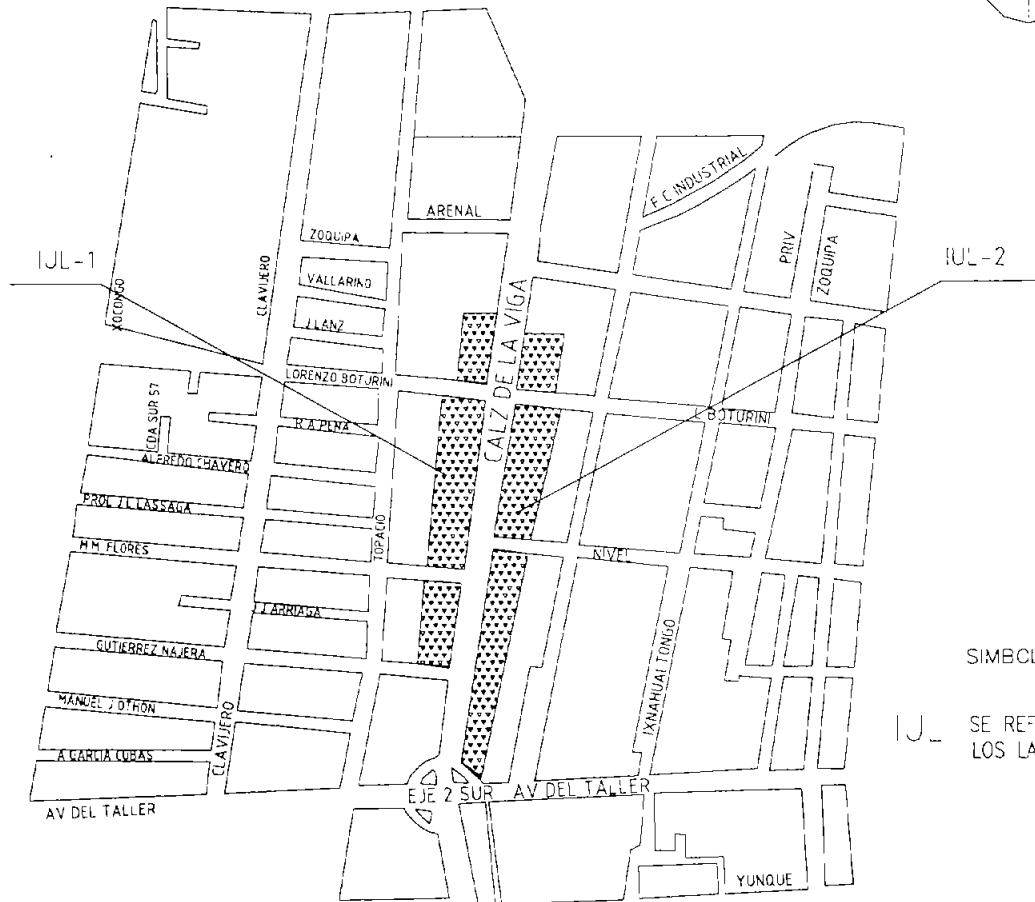 ARENAL
F C INDUSTRIAL
ZOQUIPA
PRIV
ZOQUIPA
IJL-1
IUL-2
VALLARINO
XOCONGO
CLAVIJERO
J LANZ
CALZ DE LA VIGA
LORENZO BOTURINI
L BOTURINI
CDA SUR 57
R A PEÑA
ALFREDO CHAVERO
PROL J L LASSAGA
TOPACIO
M M FLORES
NIVEL
J J ARRIAGA
GUTIERREZ NAJERA
IXNAHUALTONGO
MANUEL J OTHON
CLAVIJERO
A GARCIA CUBAS
AV DEL TALLER
EJE 2 SUR
AV DEL TALLER
YUNQUE
SE REF
LOS LA